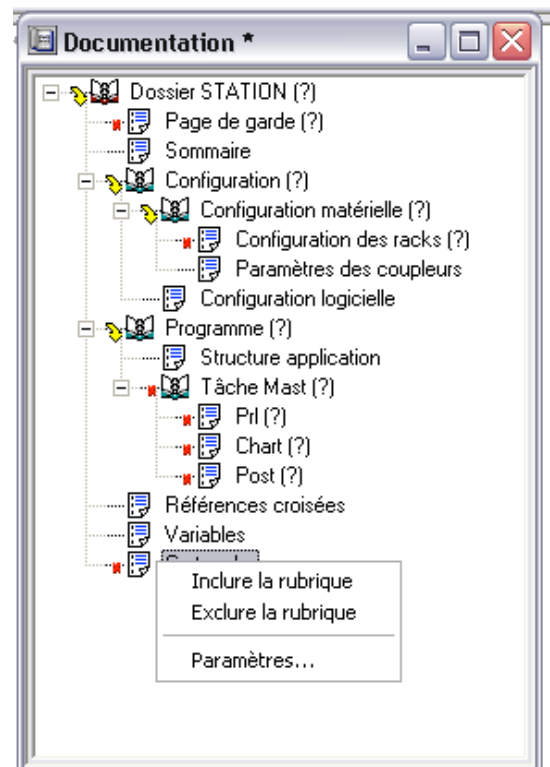 Documentation *
Dossier STATION (?)
Page de garde (?)
Sommaire
Configuration (?)
Configuration matérielle (?)
Configuration des racks (?)
Paramètres des coupleurs
Configuration logicielle
Programme (?)
Structure application
Tâche Mast (?)
Prl (?)
Chart (?)
Post (?)
Références croisées
Variables
Inclure la rubrique
Exclure la rubrique
Paramètres...